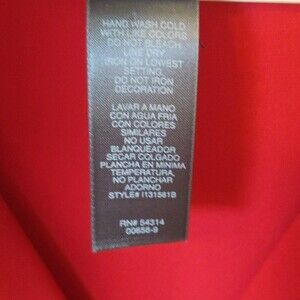 HAND WASH COLD
WITH LIKE COLORS
DO NOT BLEACH
LINE DRY
IRON ON LOWEST
SETTING,
DO NOT IRON
DECORATION
LAVAR A MANO
CON AGUA FRIA
CON COLORES
SIMILARES
NO USAR
BLANQUEADOR
SECAR COLGADO
PLANCHA EN MINIMA
TEMPERATURA,
NO PLANCHAR
ADORNO
STYLE# I131561B
RN# 54314
00656-9